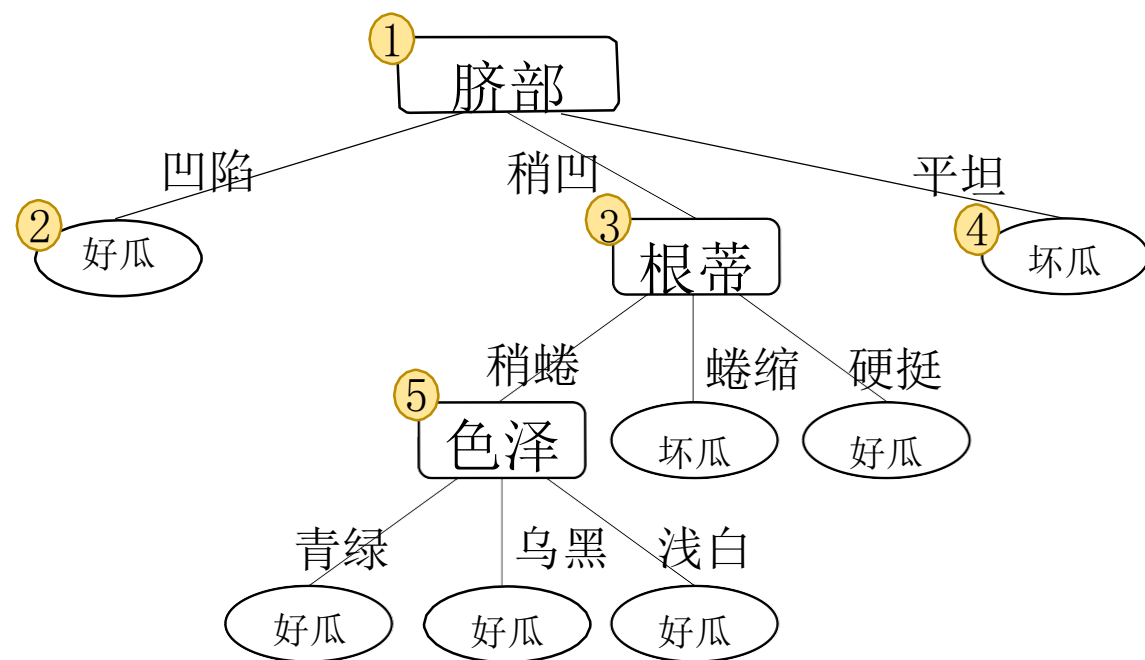 ①
脐部
凹陷
稍凹
平坦
②
好瓜
③
根蒂
④
坏瓜
稍蜷
蜷缩
硬挺
⑤
色泽
坏瓜
好瓜
青绿
乌黑
浅白
好瓜
好瓜
好瓜